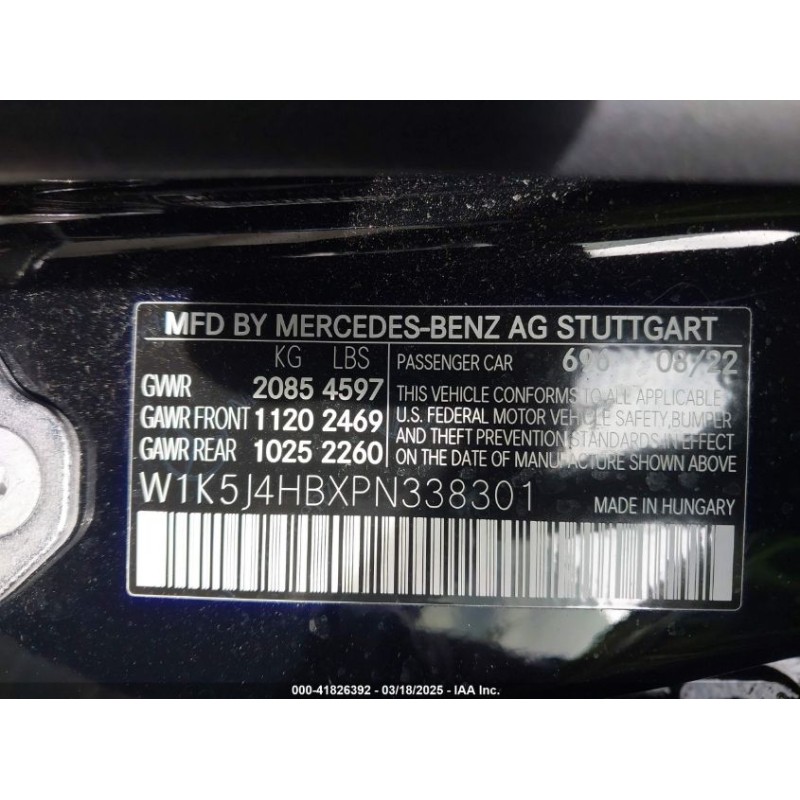 MFD BY MERCEDES-BENZ AG STUTTGART
KG LBS
GVWR 2085 4597
GAWR FRONT 1120 2469
GAWR REAR 1025 2260
PASSENGER CAR 696 08/22
THIS VEHICLE CONFORMS TO ALL APPLICABLE
U.S. FEDERAL MOTOR VEHICLE SAFETY, BUMPER
AND THEFT PREVENTION STANDARDS IN EFFECT
ON THE DATE OF MANUFACTURE SHOWN ABOVE
W1K5J4HBXPN338301 MADE IN HUNGARY
000-41826392 - 03/18/2025 - IAA Inc.